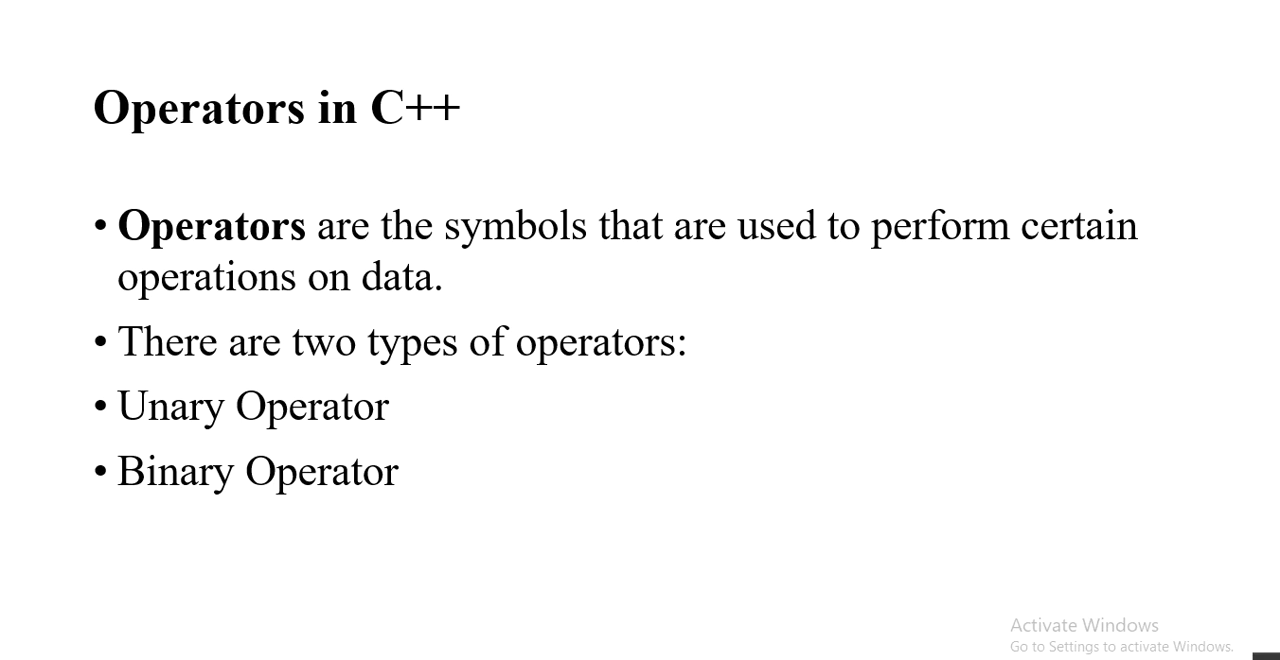 Operators in C++
• Operators are the symbols that are used to perform certain
operations on data.
• There are two types of operators:
• Unary Operator
• Binary Operator
Activate Windows
Go to Settings to activate Windows.